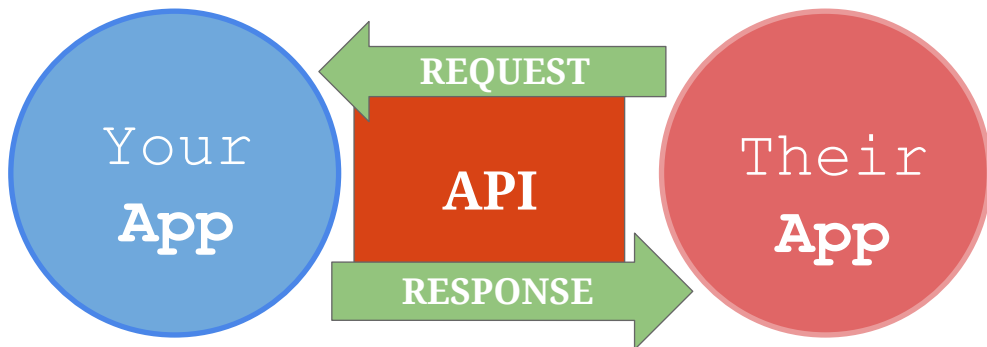 Your
App
REQUEST
API
RESPONSE
Their
App